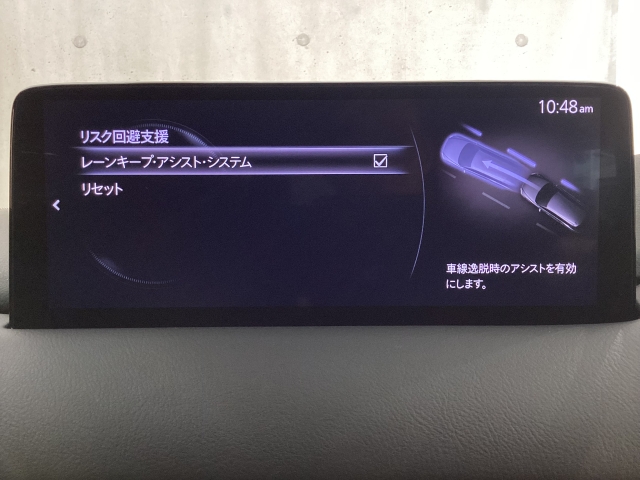 10:48am
リスク回避支援
レーンキープ・アシスト・システム
リセット
車線逸脱時のアシストを有効
にします。